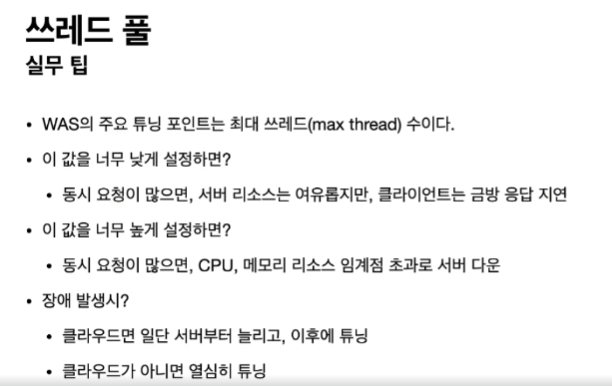 쓰레드 풀
실무 팁
• WAS의 주요 튜닝 포인트는 최대 쓰레드(max thread) 수이다.
• 이 값을 너무 낮게 설정하면?
• 동시 요청이 많으면, 서버 리소스는 여유롭지만, 클라이언트는 금방 응답 지연
• 이 값을 너무 높게 설정하면?
• 동시 요청이 많으면, CPU, 메모리 리소스 임계점 초과로 서버 다운
• 장애 발생시?
• 클라우드면 일단 서버부터 늘리고, 이후에 튜닝
• 클라우드가 아니면 열심히 튜닝